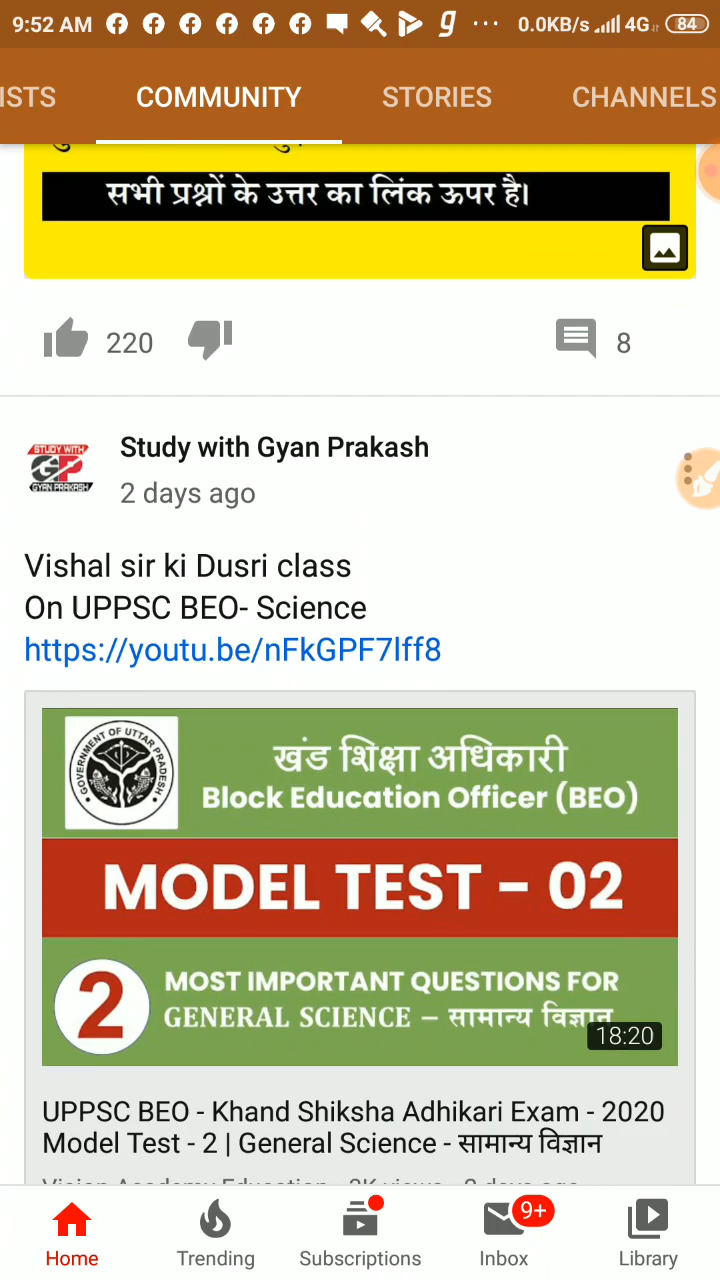 9:52 AM ... 0.0KB/s 4G 84
ISTS COMMUNITY STORIES CHANNELS
सभी प्रश्नों के उत्तर का लिंक ऊपर है।
220 8
STUDY WITH
GP
GYAN PRAKASH
Study with Gyan Prakash
2 days ago
Vishal sir ki Dusri class
On UPPSC BEO- Science
https://youtu.be/nFkGPF7lff8
GOVERNMENT OF UTTAR PRADESH
खंड शिक्षा अधिकारी
Block Education Officer (BEO)
MODEL TEST – 02
2
MOST IMPORTANT QUESTIONS FOR
GENERAL SCIENCE – सामान्य विज्ञान
18:20
UPPSC BEO - Khand Shiksha Adhikari Exam - 2020
Model Test - 2 | General Science - सामान्य विज्ञान
9+
Home Trending Subscriptions Inbox Library